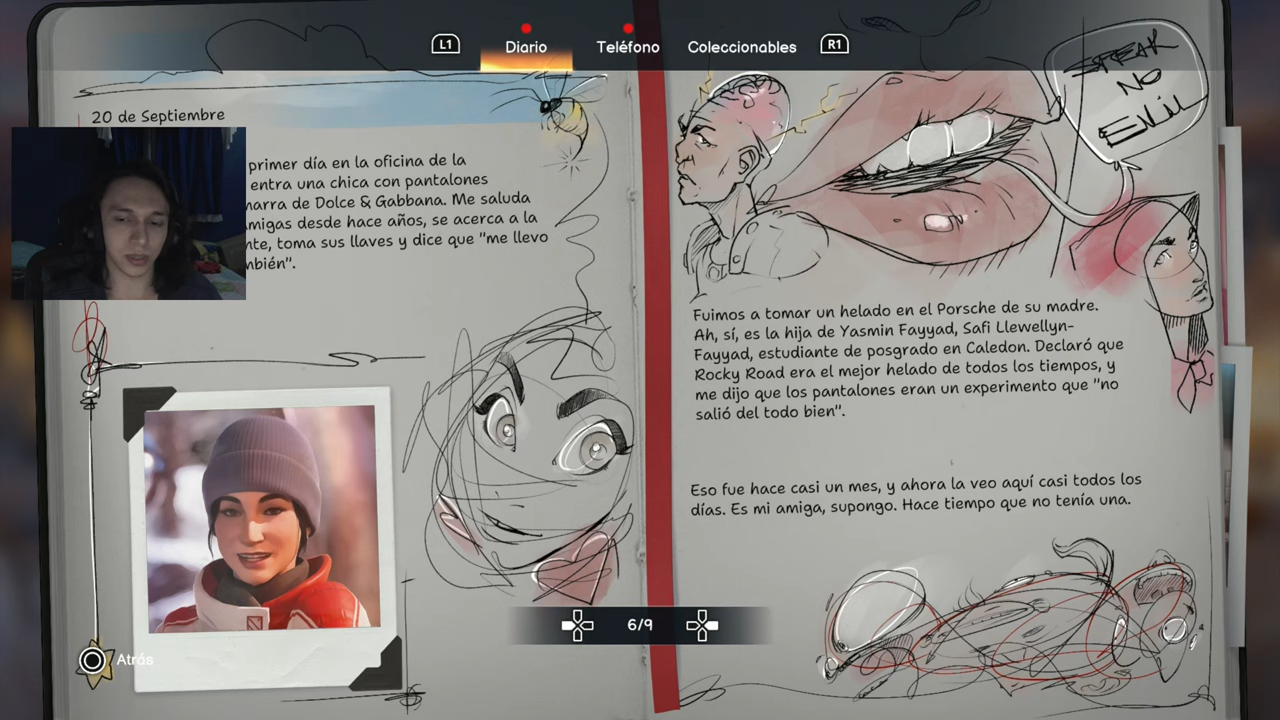 L1
Diario
Teléfono
Coleccionables
R1
20 de Septiembre
primer día en la oficina de la
entra una chica con pantalones
de Dolce & Gabbana. Me saluda
desde hace años, se acerca a la
toma sus llaves y dice que "me llevo
SPEAK
NO
EVIL
Fuimos a tomar un helado en el Porsche de su madre.
Ah, sí, es la hija de Yasmin Fayyad, Safi Llewellyn-
Fayyad, estudiante de posgrado en Caledon. Declaró que
Rocky Road era el mejor helado de todos los tiempos, y
me dijo que los pantalones eran un experimento que "no
salió del todo bien".
Eso fue hace casi un mes, y ahora la veo aquí casi todos los
días. Es mi amiga, supongo. Hace tiempo que no tenía una.
6/9
Atrás